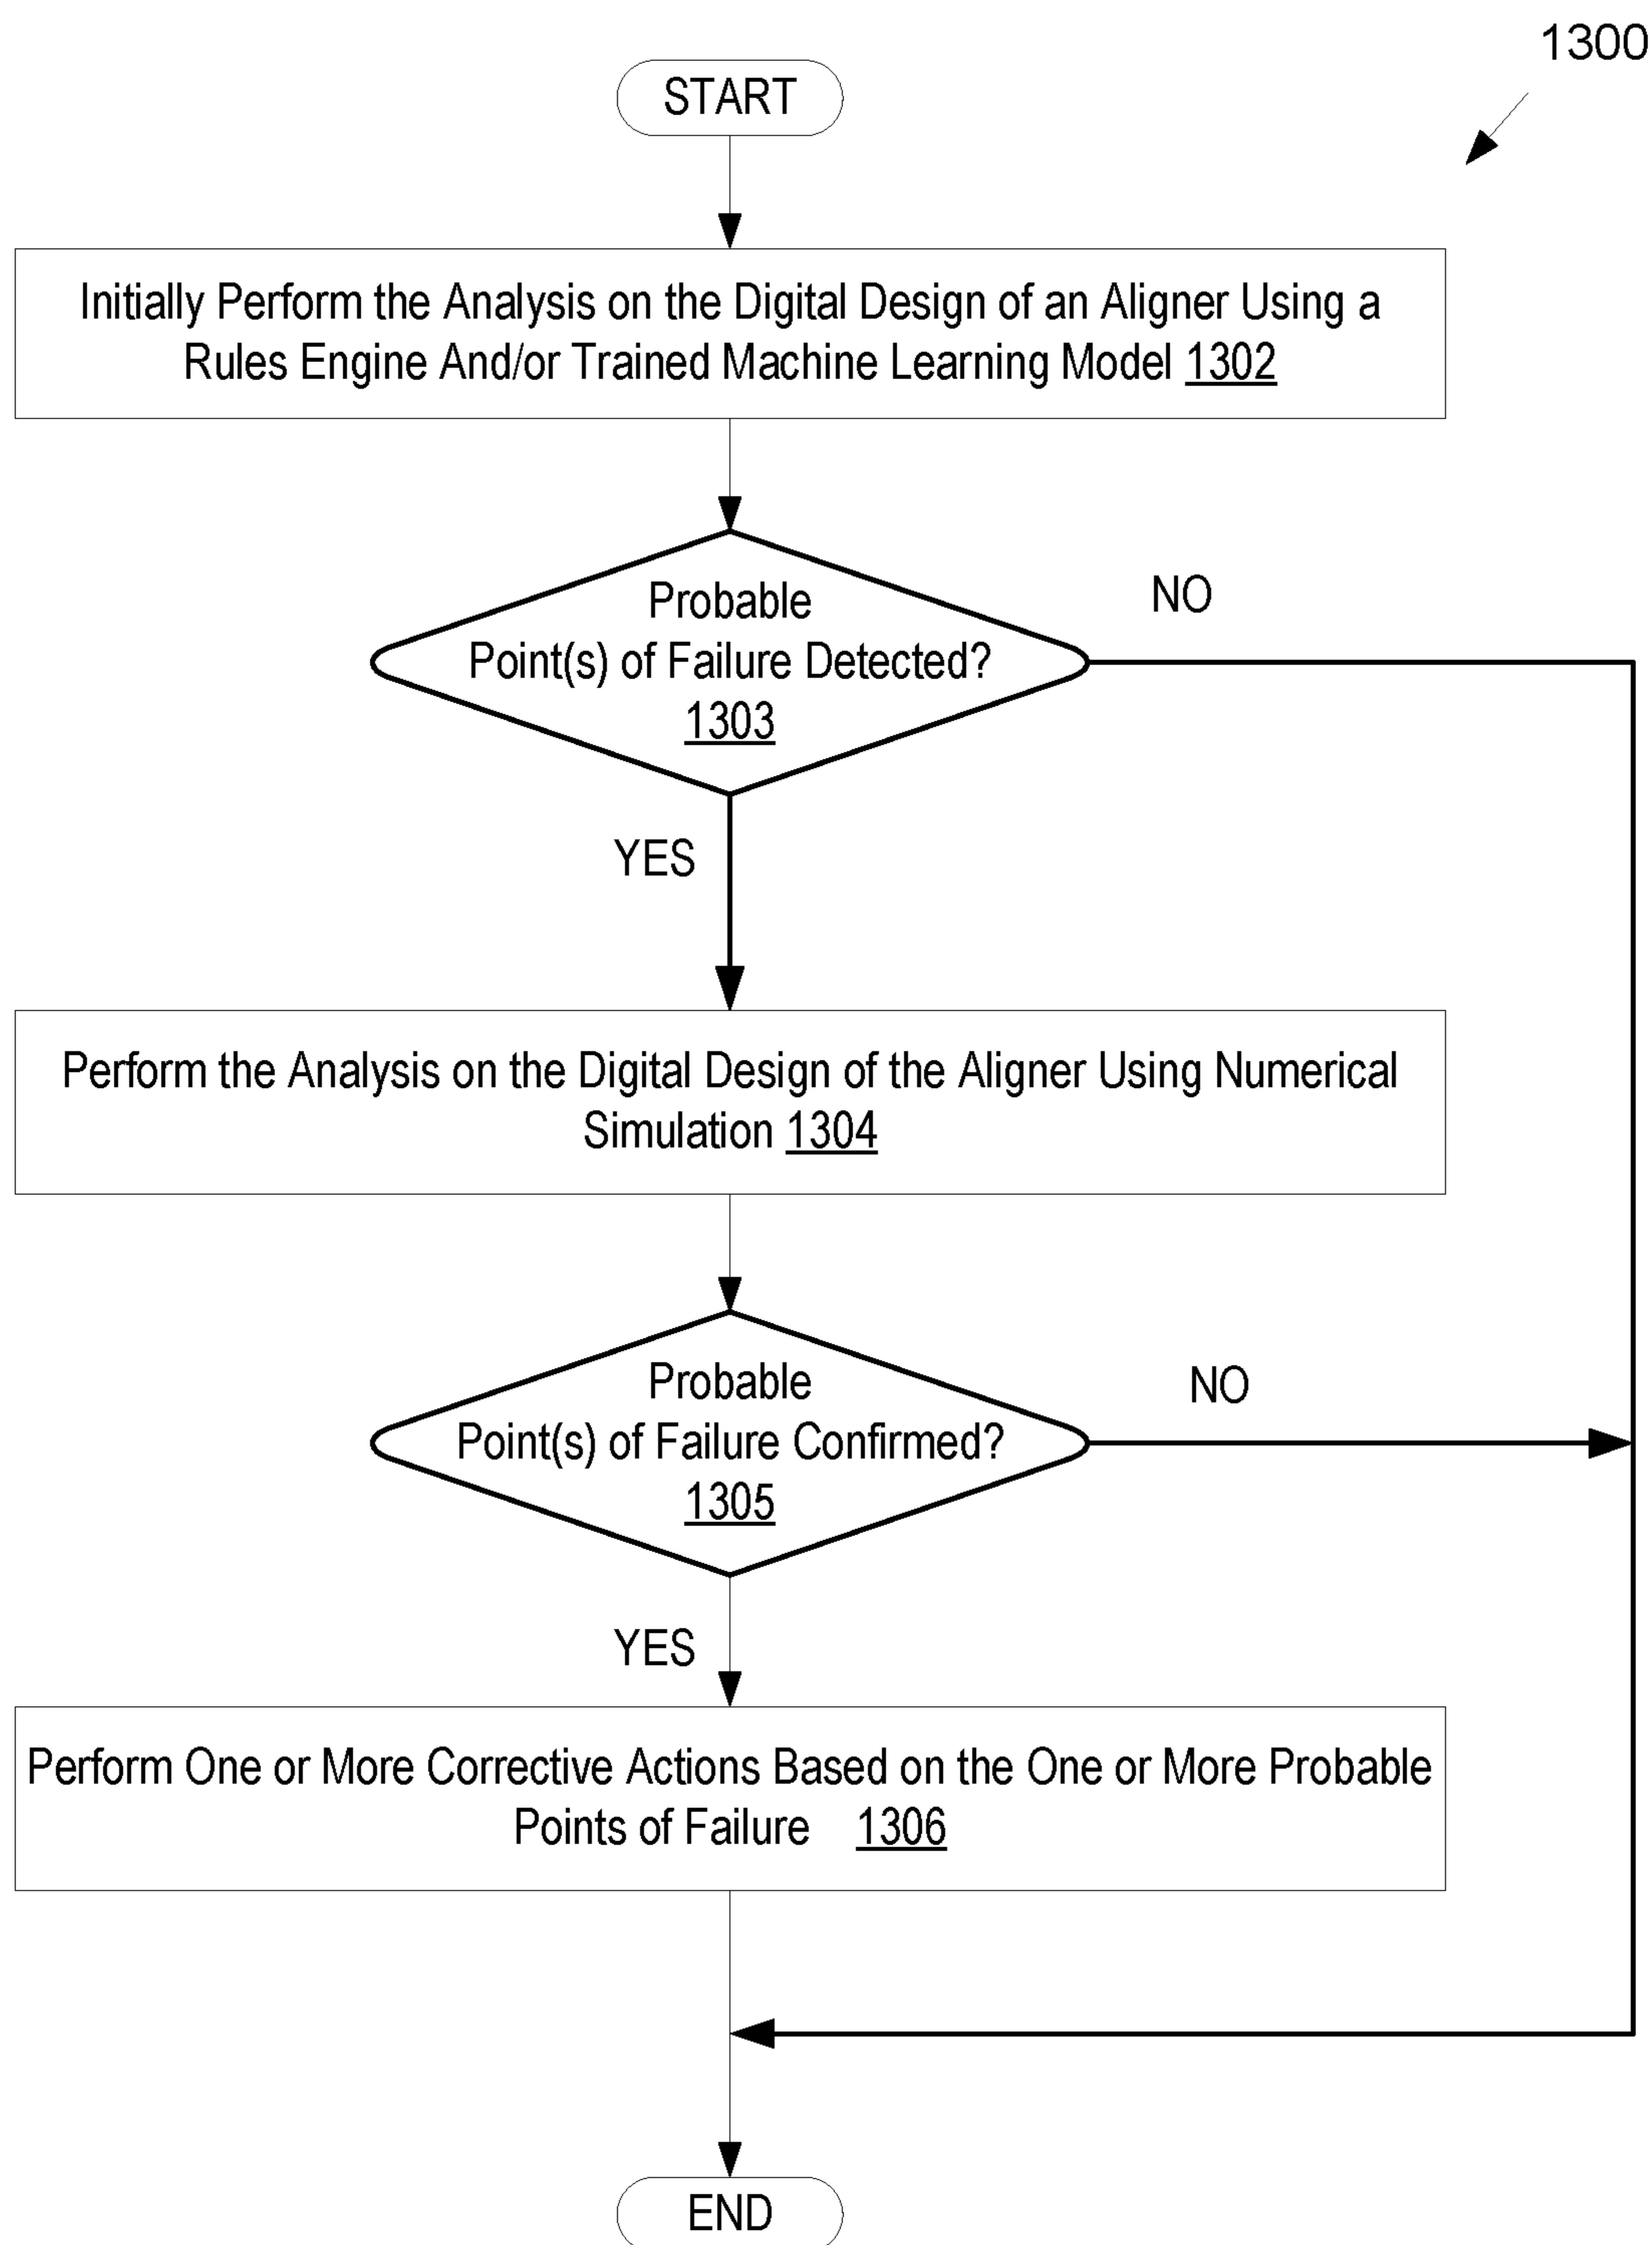 1300
START
Initially Perform the Analysis on the Digital Design of an Aligner Using a
Rules Engine And/or Trained Machine Learning Model 1302
Probable
Point(s) of Failure Detected?
1303
NO
YES
Perform the Analysis on the Digital Design of the Aligner Using Numerical
Simulation 1304
Probable
Point(s) of Failure Confirmed?
1305
NO
YES
Perform One or More Corrective Actions Based on the One or More Probable
Points of Failure 1306
END